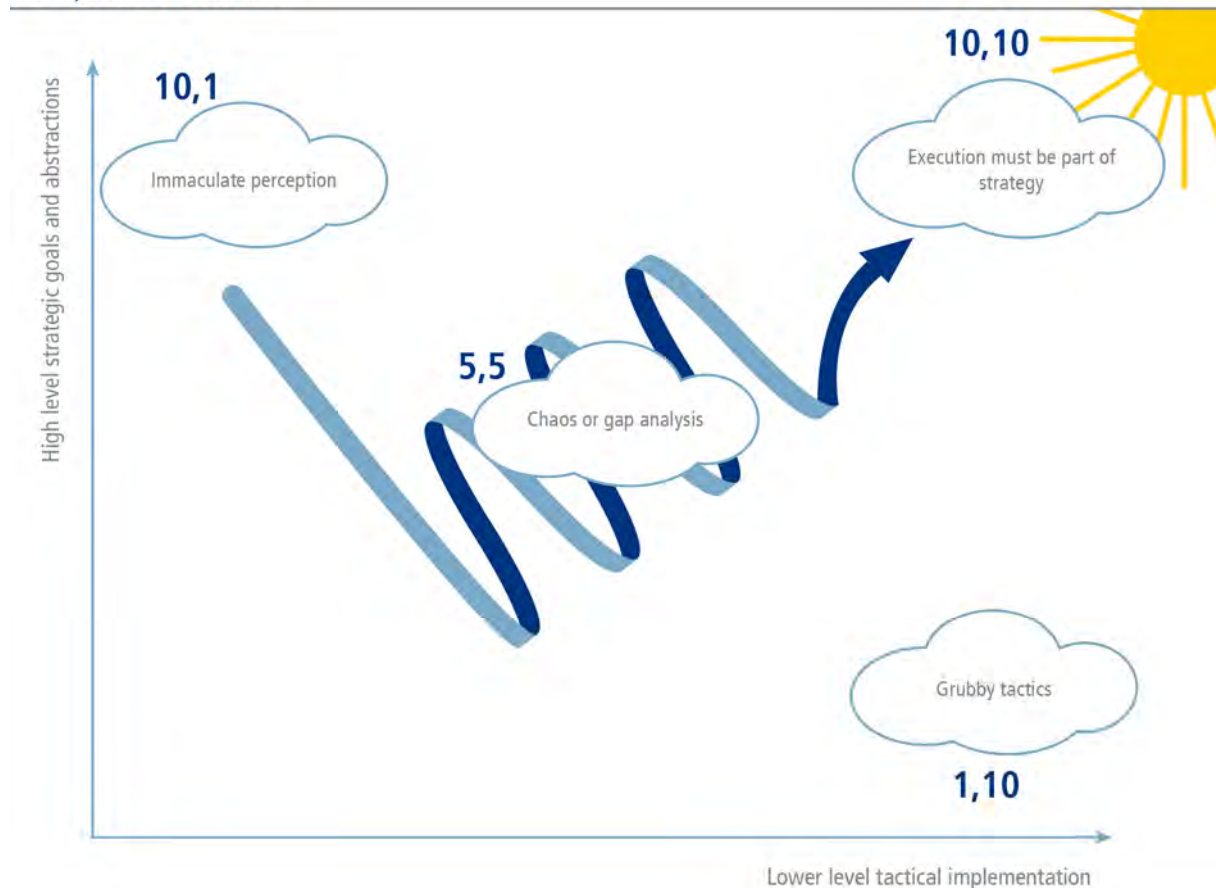 10,1
10,10
Immaculate perception
Execution must be part of
strategy
High level strategic goals and abstractions
5,5
Chaos or gap analysis
Grubby tactics
1,10
Lower level tactical implementation